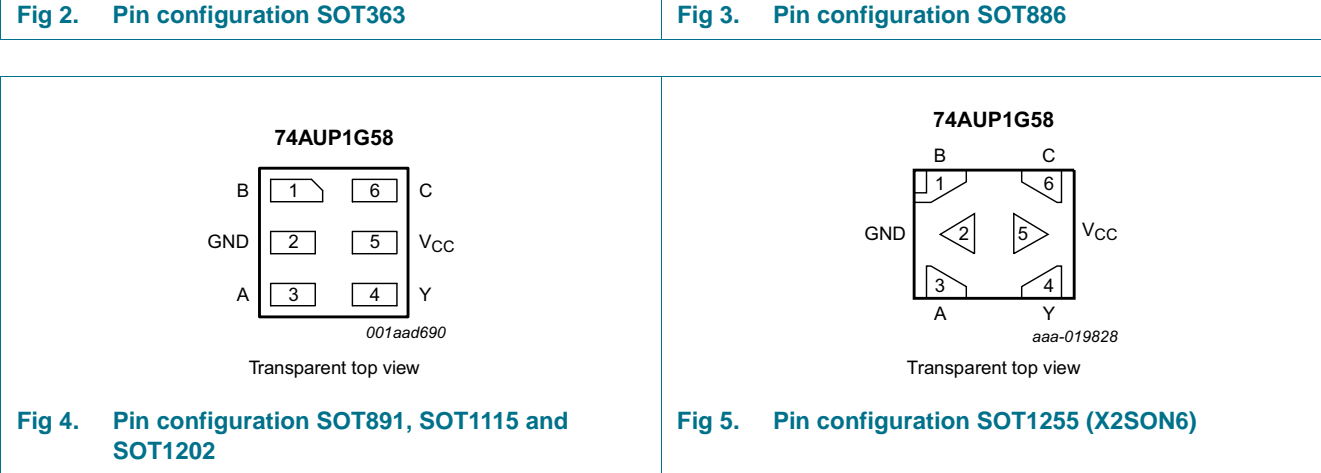 Fig 2. Pin configuration SOT363
Fig 3. Pin configuration SOT886
74AUP1G58
B 1 6 C
GND 2 5 VCC
A 3 4 Y
001aad690
Transparent top view
Fig 4. Pin configuration SOT891, SOT1115 and
SOT1202
74AUP1G58
B C
1 6
GND 2 5 VCC
3 4
A Y
aaa-019828
Transparent top view
Fig 5. Pin configuration SOT1255 (X2SON6)